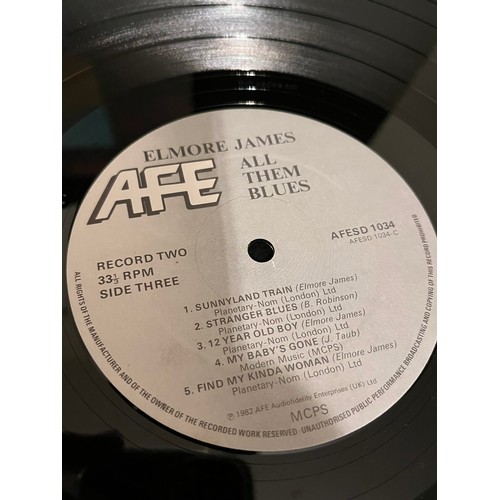 ELMORE JAMES
AFE
ALL
THEM
BLUES
RECORD TWO
33⅓ RPM
SIDE THREE
AFESD 1034
AFESD 1034-C
1. SUNNYLAND TRAIN (Elmore James)
Planetary-Nom (London) Ltd
2. STRANGER BLUES (B. Robinson)
Planetary-Nom (London) Ltd
3. 12 YEAR OLD BOY (Elmore James)
Planetary-Nom (London) Ltd
4. MY BABY'S GONE (J. Taub)
Modern Music (MCPS)
5. FIND MY KINDA WOMAN (Elmore James)
Planetary-Nom (London) Ltd
℗ 1982 AFE Audiofidelity Enterprises (UK) Ltd
MCPS
ALL RIGHTS OF THE MANUFACTURER AND OF THE OWNER OF THE RECORDED WORK RESERVED · UNAUTHORISED PUBLIC PERFORMANCE BROADCASTING AND COPYING OF THIS RECORD PROHIBITED